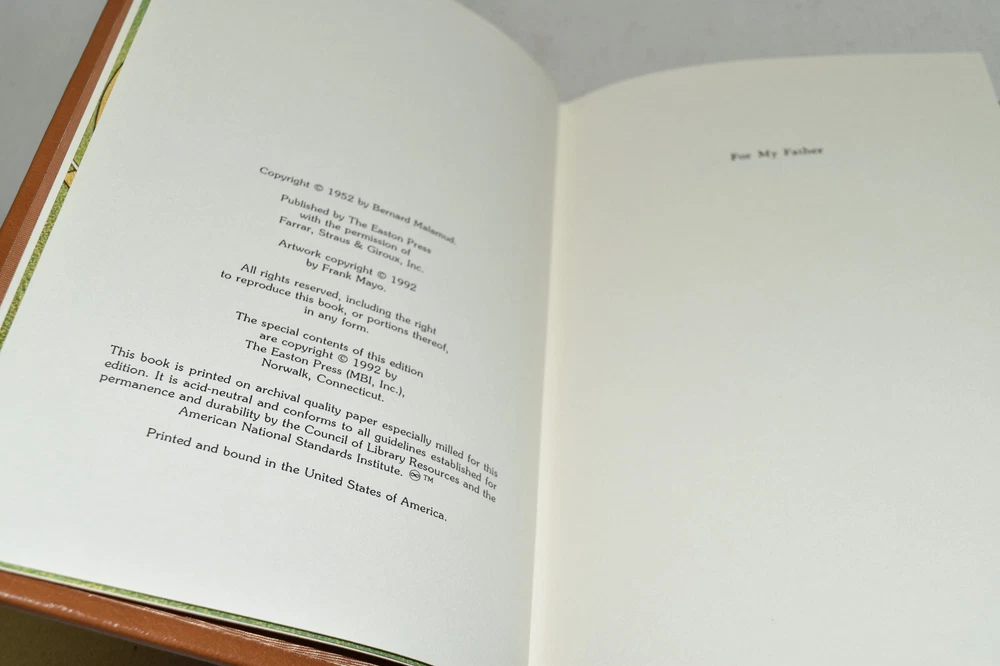 Copyright © 1952 by Bernard Malamud.
Published by The Easton Press
with the permission of
Farrar, Straus & Giroux, Inc.
Artwork copyright © 1992
by Frank Mayo.
All rights reserved, including the right
to reproduce this book, or portions thereof,
in any form.
The special contents of this edition
are copyright © 1992 by
The Easton Press (MBI, Inc.),
Norwalk, Connecticut.
This book is printed on archival quality paper especially milled for this
edition. It is acid-neutral and conforms to all guidelines established for
permanence and durability by the Council of Library Resources and the
American National Standards Institute. ♾™
Printed and bound in the United States of America.
For My Father